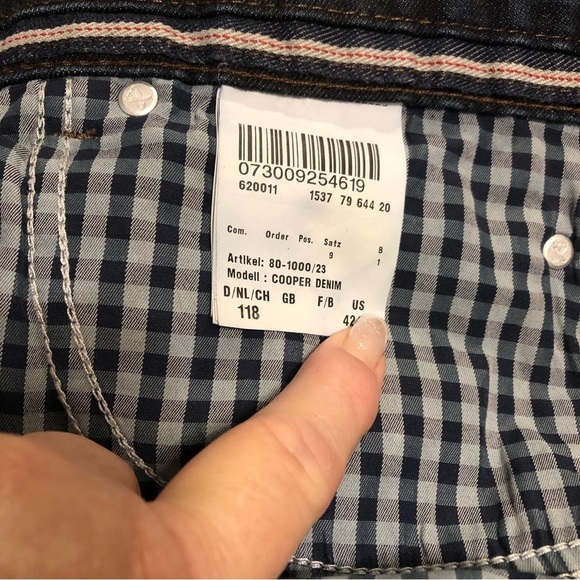 073009254619
620011 1537 79 644 20
Com. Order Pos. Satz B
9 1
Artikel: 80-1000/23
Modell : COOPER DENIM
D/NL/CH GB F/B US
118